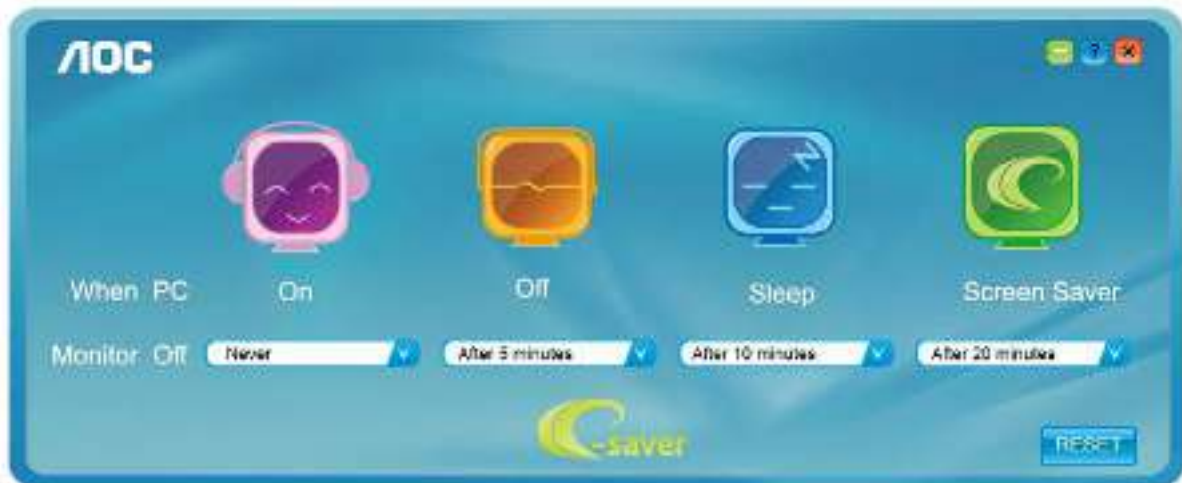 AOC
?
When PC On Off Sleep Screen Saver
Monitor Off Never After 5 minutes After 10 minutes After 20 minutes
e-saver
RESET